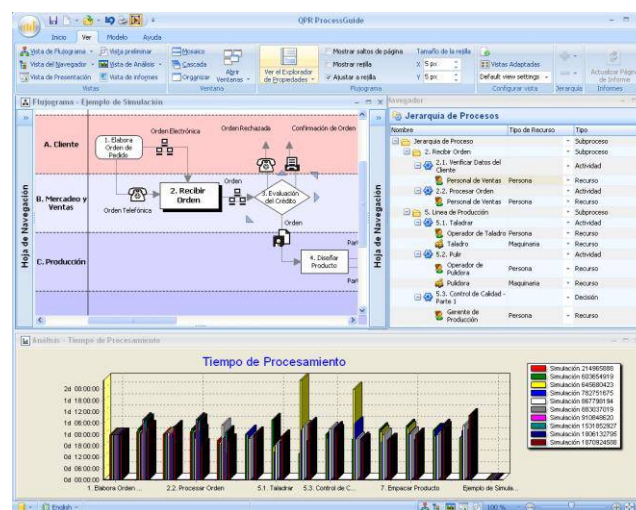 QPR ProcessGuide
Inicio Ver Modelo Ayuda
Vista de Flujograma
Vista preliminar
Mosaico
Mostrar saltos de página
Tamaño de la rejilla
Vista del Navegador
Vista de Análisis
Cascada
Mostrar rejilla
X 5 px
Vistas Adaptadas
Vista de Presentación
Vista de Informes
Organizar
Abrir Ventanas
Ver el Explorador de Propiedades
Ajustar a rejilla
Y 5 px
Default view settings
Actualizar Página de Informe
Vistas
Ventana
Flujograma
Configurar vista
Jerarquía
Informes
Flujograma - Ejemplo de Simulación
Hoja de Navegación
A. Cliente
1. Elabora
Orden de
Pedido
Orden Electrónica
Orden Rechazada
Confirmación de Orden
B. Mercadeo y
Ventas
Orden Telefónica
2. Recibir
Orden
Orden
3. Evaluación
del Crédito
Orden
C. Producción
4. Diseñar
Producto
Part
Part
Hoja de Navegación
Navegador
Jerarquía de Procesos
Nombre Tipo de Recurso Tipo
Jerarquía de Proceso Subproceso
2. Recibir Orden Subproceso
2.1. Verificar Datos del
Cliente Actividad
Personal de Ventas Persona Recurso
2.2. Procesar Orden Actividad
Personal de Ventas Persona Recurso
5. Linea de Producción Subproceso
5.1. Taladrar Actividad
Operador de Taladro Persona Recurso
Taladro Maquinaria Recurso
5.2. Pulir Actividad
Operador de
Pulidora Persona Recurso
Pulidora Maquinaria Recurso
5.3. Control de Calidad -
Parte 1 Decisión
Gerente de
Producción Persona Recurso
Análisis - Tiempo de Procesamiento
Tiempo de Procesamiento
2d 00:00:00
1d 18:00:00
1d 12:00:00
1d 06:00:00
1d 00:00:00
0d 18:00:00
0d 12:00:00
0d 06:00:00
0d 00:00:00
1. Elabora Orden ...
2.2. Procesar Orden
5.1. Taladrar
5.3. Control de C...
7. Empacar Producto
Ejemplo de Simula...
Simulación 214985885
Simulación 603654919
Simulación 645680423
Simulación 782751675
Simulación 867790194
Simulación 883037019
Simulación 910848620
Simulación 1531052927
Simulación 1806132795
Simulación 1870924588
English
100 %